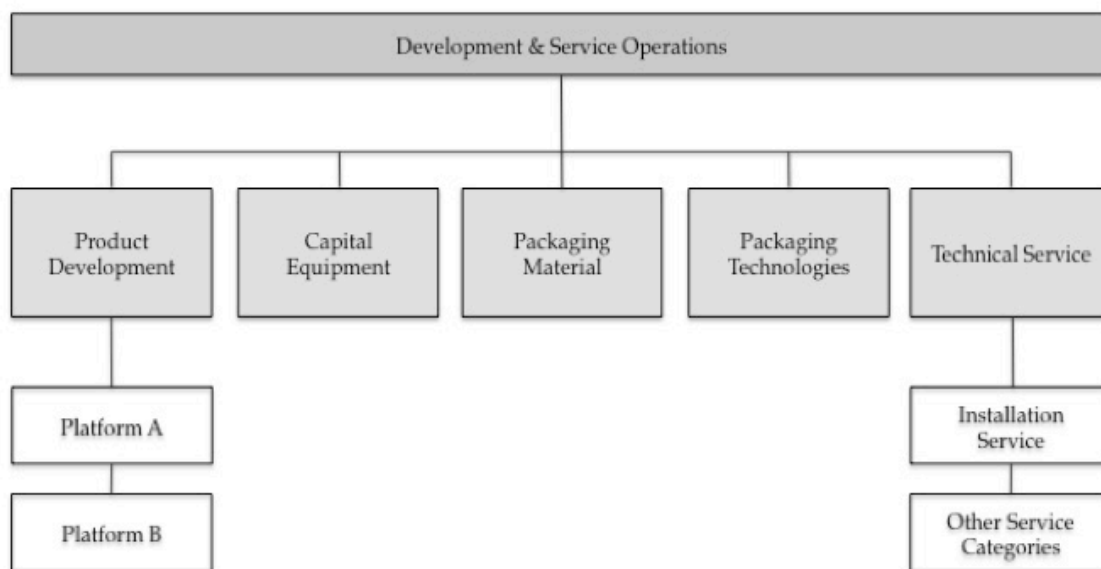 Development & Service Operations
Product
Development
Capital
Equipment
Packaging
Material
Packaging
Technologies
Technical Service
Platform A
Installation
Service
Platform B
Other Service
Categories